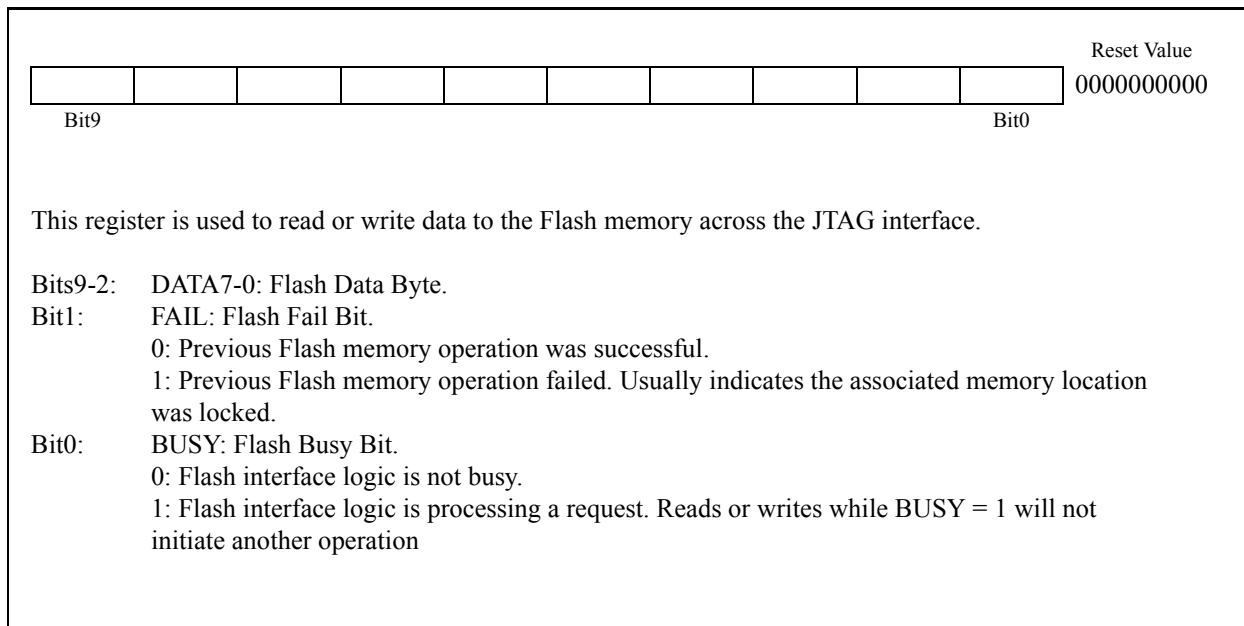 Reset Value
0000000000
Bit9
Bit0
This register is used to read or write data to the Flash memory across the JTAG interface.
Bits9-2: DATA7-0: Flash Data Byte.
Bit1: FAIL: Flash Fail Bit.
0: Previous Flash memory operation was successful.
1: Previous Flash memory operation failed. Usually indicates the associated memory location
was locked.
Bit0: BUSY: Flash Busy Bit.
0: Flash interface logic is not busy.
1: Flash interface logic is processing a request. Reads or writes while BUSY = 1 will not
initiate another operation